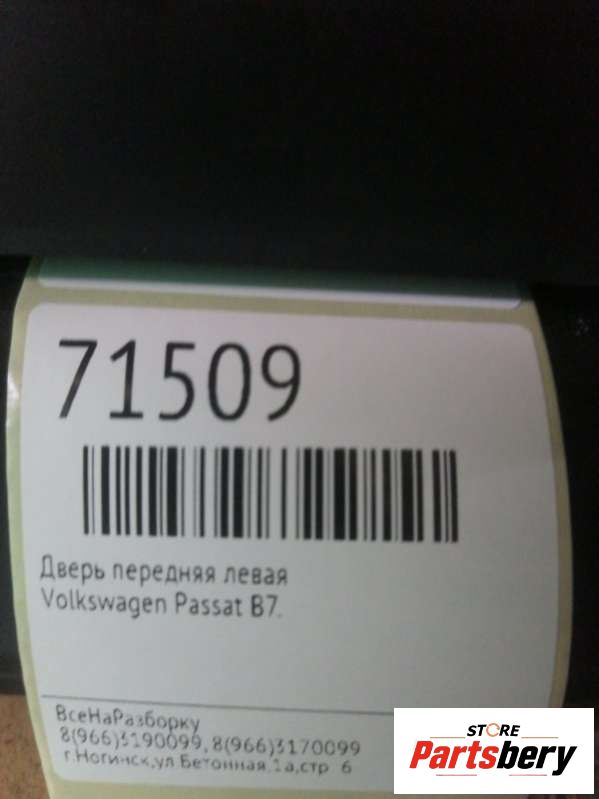 71509
Дверь передняя левая
Volkswagen Passat B7.
ВсеНаРазборку
8(966)3190099, 8(966)3170099
г.Ногинск,ул.Бетонная,1а,стр 6
STORE
Partsbery